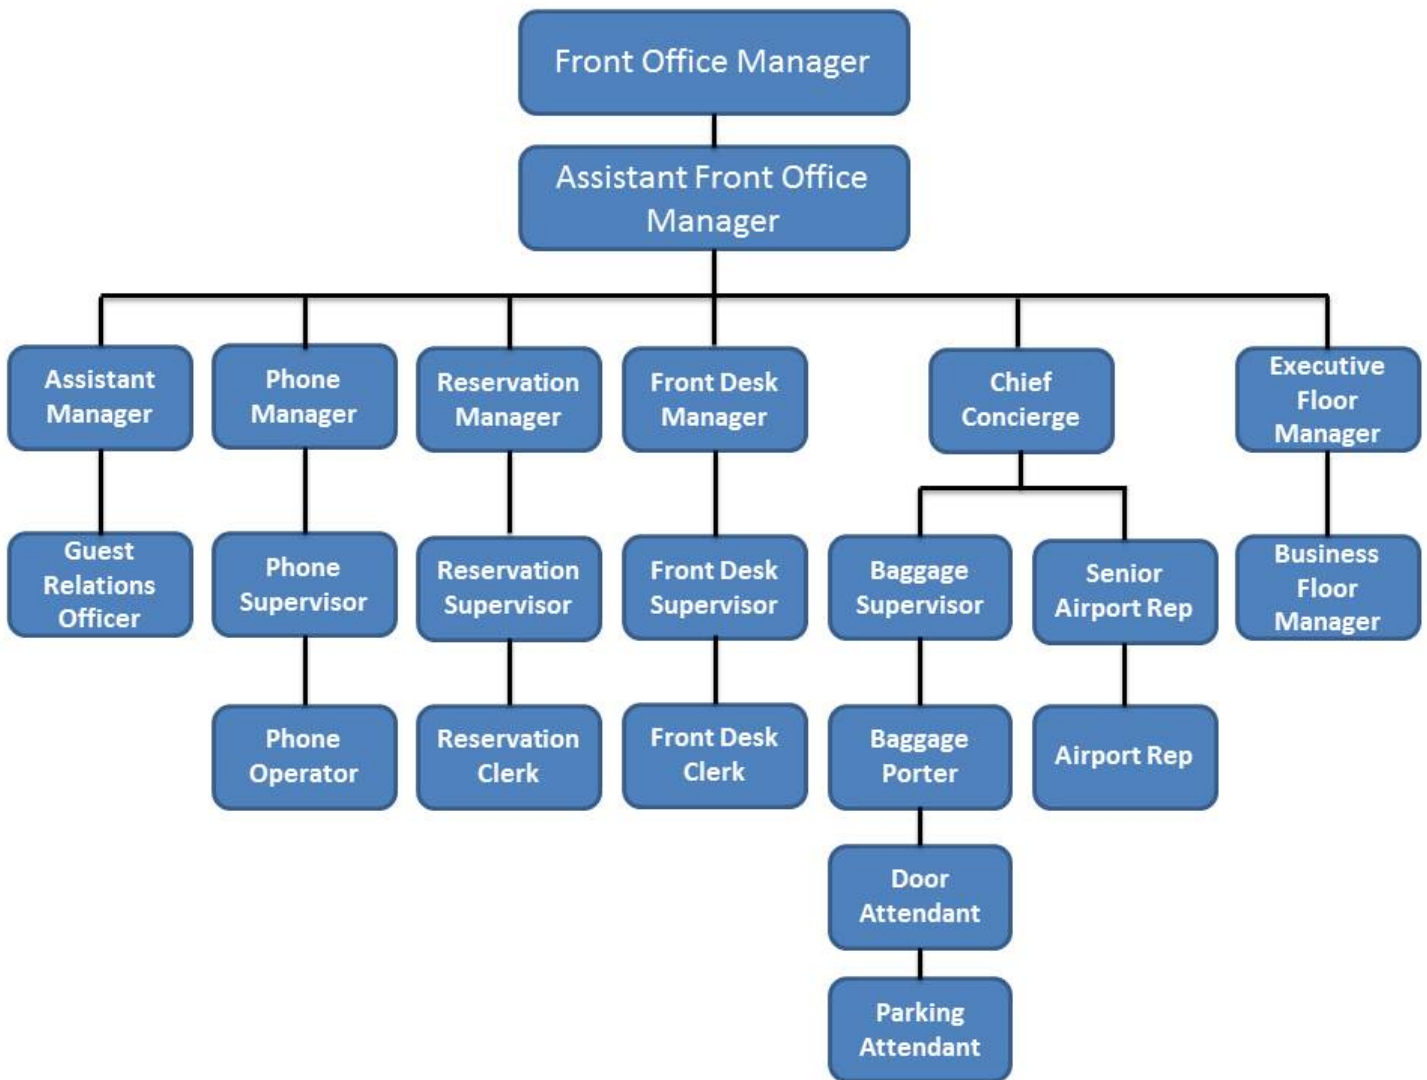 Front Office Manager
Assistant Front Office
Manager
Assistant
Manager
Phone
Manager
Reservation
Manager
Front Desk
Manager
Chief
Concierge
Executive
Floor
Manager
Guest
Relations
Officer
Phone
Supervisor
Reservation
Supervisor
Front Desk
Supervisor
Baggage
Supervisor
Senior
Airport Rep
Business
Floor
Manager
Phone
Operator
Reservation
Clerk
Front Desk
Clerk
Baggage
Porter
Airport Rep
Door
Attendant
Parking
Attendant